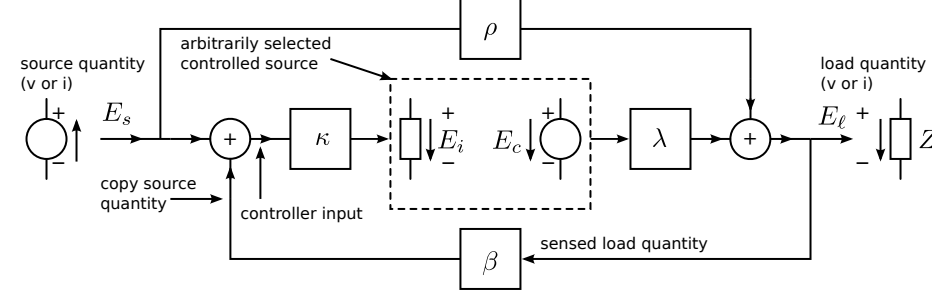 ρ
arbitrarily selected
controlled source
source quantity
(v or i)
load quantity
(v or i)
+
−
E_s
+
κ
+
E_i
−
E_c
+
−
λ
+
E_ℓ
+
−
Z
copy source
quantity
controller input
β
sensed load quantity